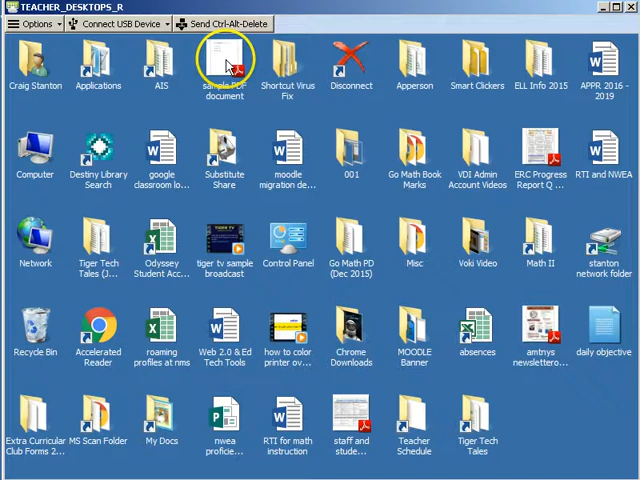 TEACHER_DESKTOPS_R
Options
Connect USB Device
Send Ctrl-Alt-Delete
Craig Stanton
Applications
AIS
sample PDF
document
Shortcut Virus
Fix
Disconnect
Apperson
Smart Clickers
ELL Info 2015
APPR 2016 -
2019
Computer
Destiny Library
Search
google
classroom lo...
Substitute
Share
moodle
migration de...
001
Go Math Book
Marks
VDI Admin
Account Videos
ERC Progress
Report Q ...
RTI and NWEA
Network
Tiger Tech
Tales (J...
Odyssey
Student Acc...
tiger tv sample
broadcast
Control Panel
Go Math PD
(Dec 2015)
Misc
Voki Video
Math II
stanton
network folder
Recycle Bin
Accelerated
Reader
roaming
profiles at nms
Web 2.0 & Ed
Tech Tools
how to color
printer ov...
Chrome
Downloads
MOODLE
Banner
absences
amtnys
newslettero...
daily objective
Extra Curricular
Club Forms 2...
MS Scan Folder
My Docs
nwea
proficie...
RTI for math
instruction
staff and
stude...
Teacher
Schedule
Tiger Tech
Tales